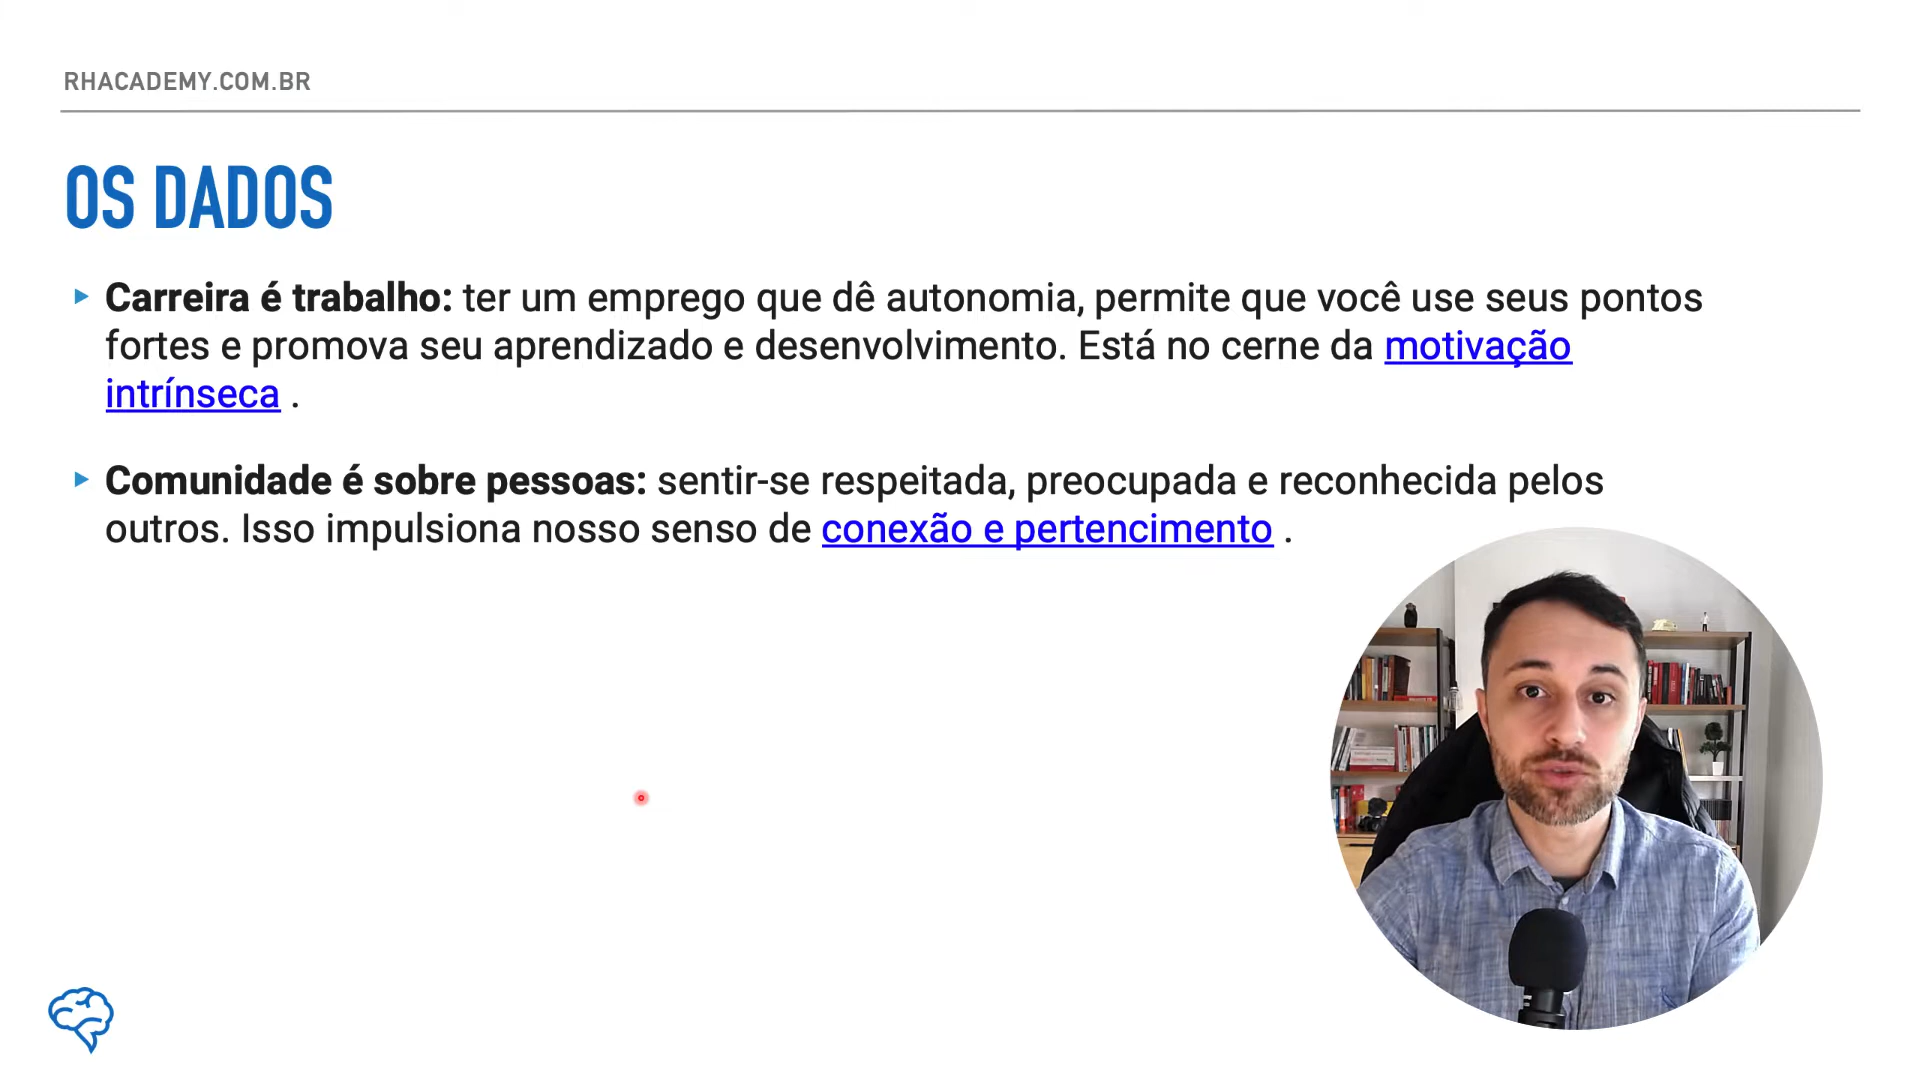 RHACADEMY.COM.BR
OS DADOS
Carreira é trabalho: ter um emprego que dê autonomia, permite que você use seus pontos
fortes e promova seu aprendizado e desenvolvimento. Está no cerne da motivação
intrínseca .
Comunidade é sobre pessoas: sentir-se respeitada, preocupada e reconhecida pelos
outros. Isso impulsiona nosso senso de conexão e pertencimento .